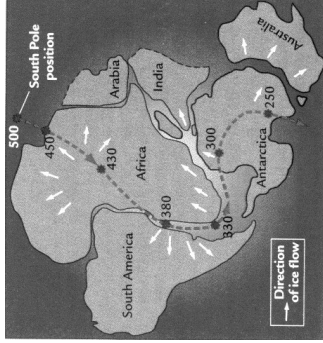 South Pole
position
500
450
430
380
330
300
250
Arabia
India
Africa
South America
Antarctica
Australia
Direction
of ice flow